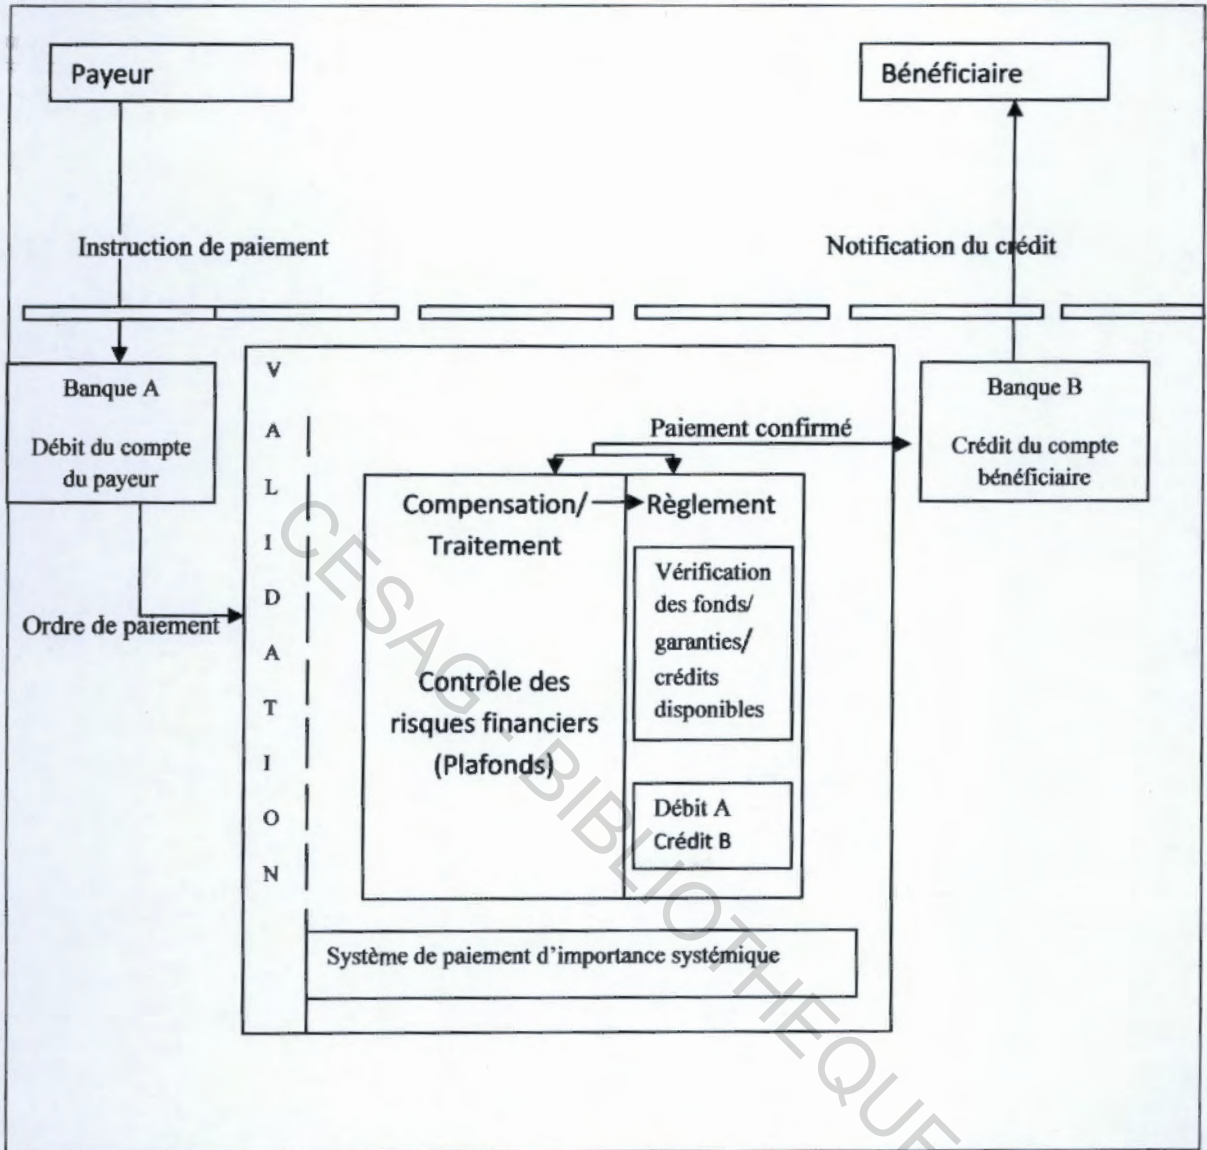 Payeur
Bénéficiaire
Instruction de paiement
Notification du crédit
Banque A
Débit du compte
du payeur
Ordre de paiement
VALIDATION
Paiement confirmé
Banque B
Crédit du compte
bénéficiaire
Compensation/
Traitement
Contrôle des
risques financiers
(Plafonds)
Règlement
Vérification
des fonds/
garanties/
crédits
disponibles
Débit A
Crédit B
Système de paiement d'importance systémique
CESAG - BIBLIOTHEQUE